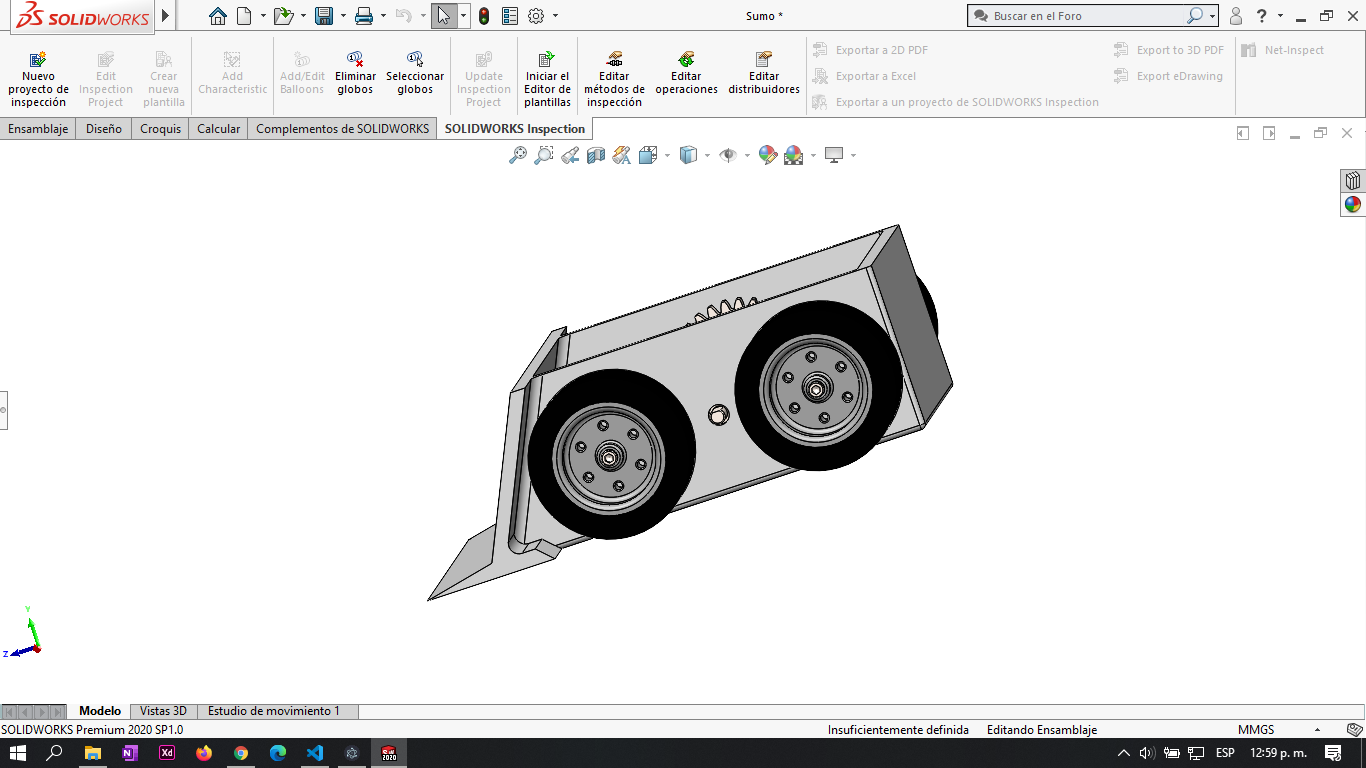 SOLIDWORKS
Sumo *
Buscar en el Foro
?
Nuevo
proyecto de
inspección
Edit
Inspection
Project
Crear
nueva
plantilla
Add
Characteristic
Add/Edit
Balloons
Eliminar
globos
Seleccionar
globos
Update
Inspection
Project
Iniciar el
Editor de
plantillas
Editar
métodos de
inspección
Editar
operaciones
Editar
distribuidores
Exportar a 2D PDF
Exportar a Excel
Exportar a un proyecto de SOLIDWORKS Inspection
Export to 3D PDF
Export eDrawing
Net-Inspect
Ensamblaje
Diseño
Croquis
Calcular
Complementos de SOLIDWORKS
SOLIDWORKS Inspection
Y
Z
Modelo
Vistas 3D
Estudio de movimiento 1
SOLIDWORKS Premium 2020 SP1.0
Insuficientemente definida
Editando Ensamblaje
MMGS
N
Xd
SW
2020
ESP
12:59 p. m.